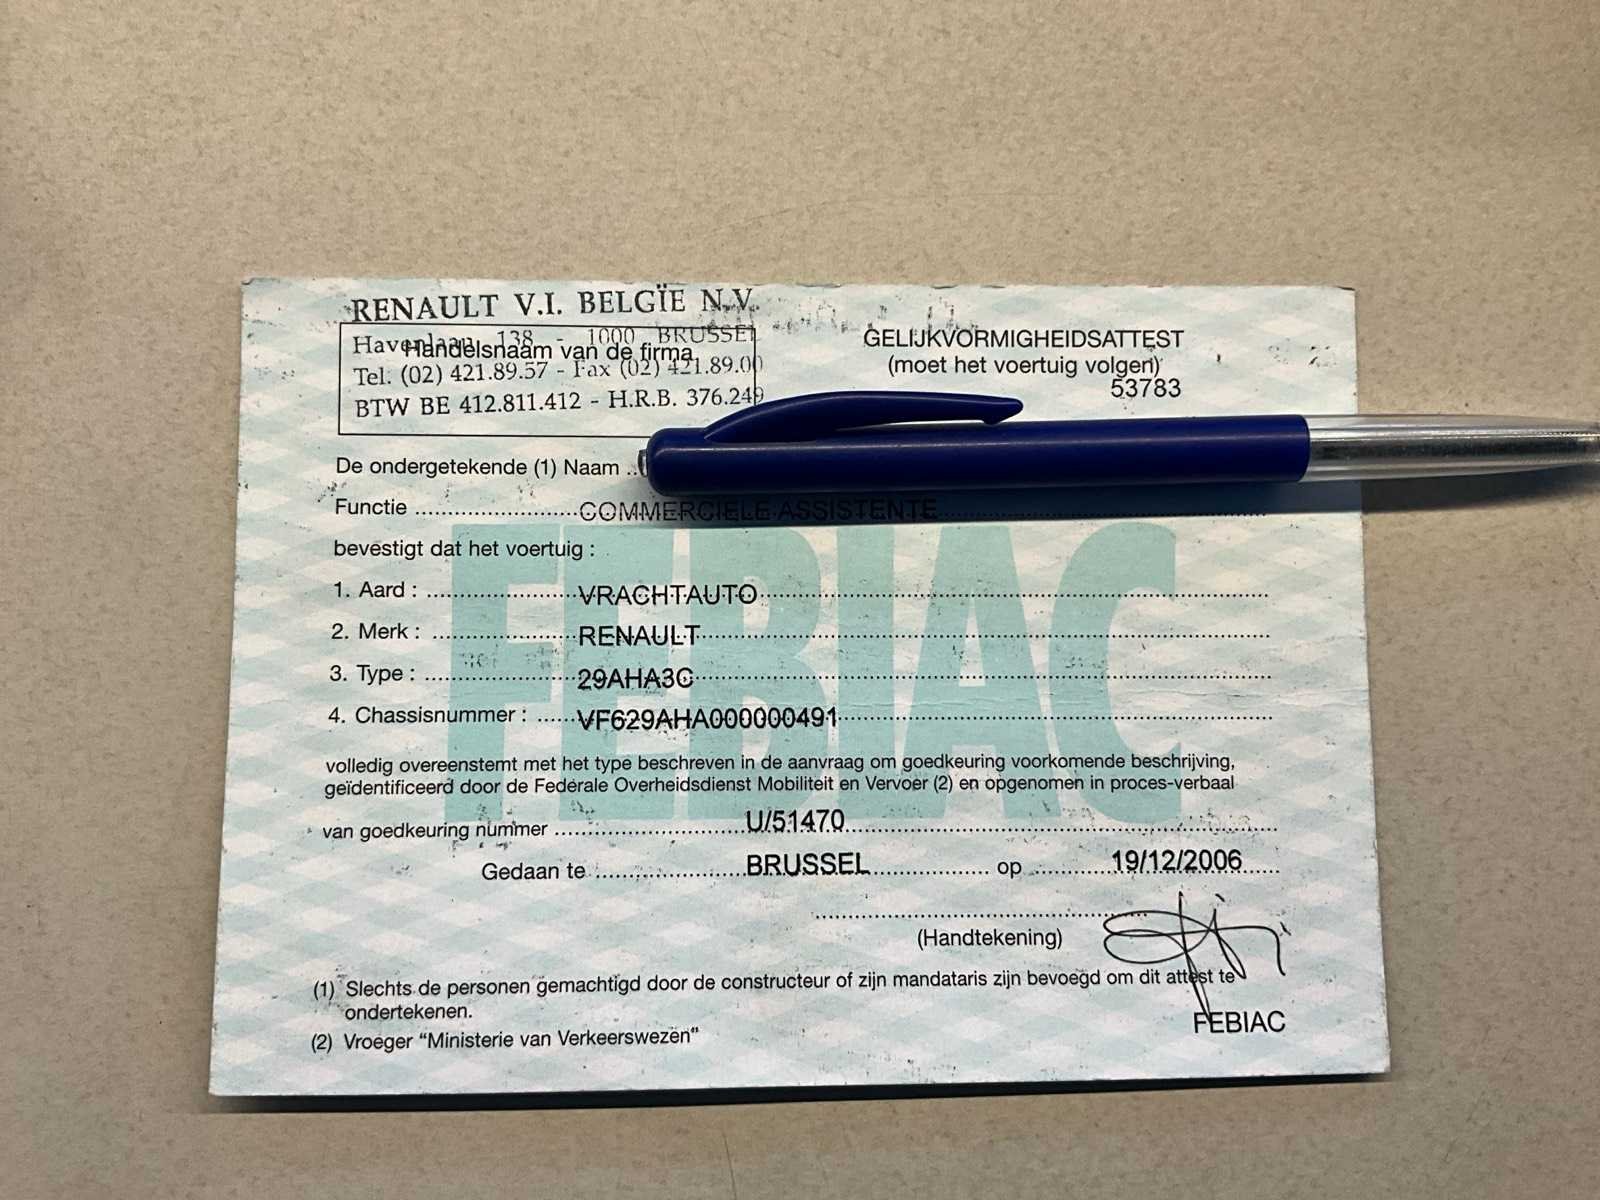 RENAULT V.I. BELGÏE N.V.
Havenlaan 138 - 1000 BRUSSEL
Handelsnaam van de firma
Tel. (02) 421.89.57 - Fax (02) 421.89.00
BTW BE 412.811.412 - H.R.B. 376.249
GELIJKVORMIGHEIDSATTEST
(moet het voertuig volgen)
53783
De ondergetekende (1) Naam
Functie COMMERCIELE ASSISTENTE
bevestigt dat het voertuig :
1. Aard : VRACHTAUTO
2. Merk : RENAULT
3. Type : 29AHA3C
4. Chassisnummer : VF629AHA000000491
volledig overeenstemt met het type beschreven in de aanvraag om goedkeuring voorkomende beschrijving,
geïdentificeerd door de Federale Overheidsdienst Mobiliteit en Vervoer (2) en opgenomen in proces-verbaal
van goedkeuring nummer U/51470
Gedaan te BRUSSEL op 19/12/2006
(Handtekening)
(1) Slechts de personen gemachtigd door de constructeur of zijn mandataris zijn bevoegd om dit attest te
ondertekenen.
(2) Vroeger “Ministerie van Verkeerswezen”
FEBIAC
FEBIAC